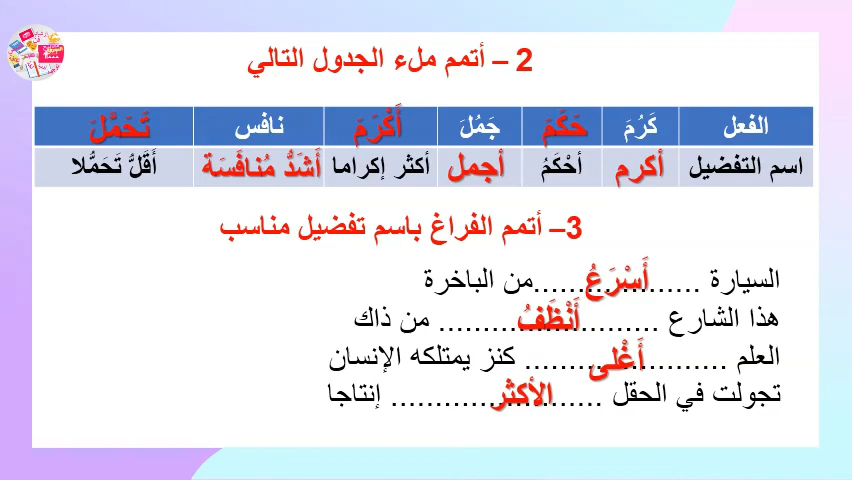 2 – أتمم ملء الجدول التالي
الفعل كَرُمَ حَكَمَ جَمُلَ أَكْرَمَ نافس تَحَمَّلَ
اسم التفضيل أكرم أحْكَمُ أجمل أكثر إكراما أَشَدُّ مُنافَسَة أَقَلُّ تَحَمُّلا
3– أتمم الفراغ باسم تفضيل مناسب
السيارة ......أَسْرَعُ......من الباخرة
هذا الشارع ......أَنْظَفُ...... من ذاك
العلم ......أَغْلى...... كنز يمتلكه الإنسان
تجولت في الحقل ......الأكثر...... إنتاجا